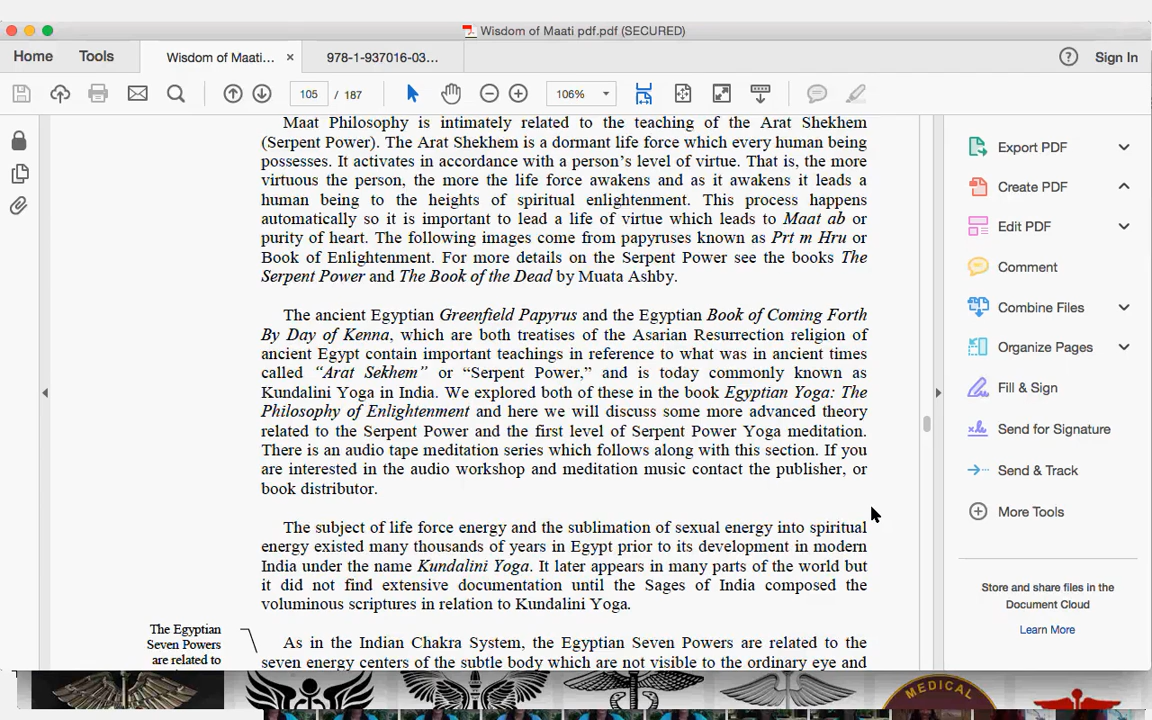 Wisdom of Maati pdf.pdf (SECURED)
Home
Tools
Wisdom of Maati... ×
978-1-937016-03...
? Sign In
105 / 187
106%
Maat Philosophy is intimately related to the teaching of the Arat Shekhem
(Serpent Power). The Arat Shekhem is a dormant life force which every human being
possesses. It activates in accordance with a person's level of virtue. That is, the more
virtuous the person, the more the life force awakens and as it awakens it leads a
human being to the heights of spiritual enlightenment. This process happens
automatically so it is important to lead a life of virtue which leads to Maat ab or
purity of heart. The following images come from papyruses known as Prt m Hru or
Book of Enlightenment. For more details on the Serpent Power see the books The
Serpent Power and The Book of the Dead by Muata Ashby.
The ancient Egyptian Greenfield Papyrus and the Egyptian Book of Coming Forth
By Day of Kenna, which are both treatises of the Asarian Resurrection religion of
ancient Egypt contain important teachings in reference to what was in ancient times
called “Arat Sekhem” or “Serpent Power,” and is today commonly known as
Kundalini Yoga in India. We explored both of these in the book Egyptian Yoga: The
Philosophy of Enlightenment and here we will discuss some more advanced theory
related to the Serpent Power and the first level of Serpent Power Yoga meditation.
There is an audio tape meditation series which follows along with this section. If you
are interested in the audio workshop and meditation music contact the publisher, or
book distributor.
The subject of life force energy and the sublimation of sexual energy into spiritual
energy existed many thousands of years in Egypt prior to its development in modern
India under the name Kundalini Yoga. It later appears in many parts of the world but
it did not find extensive documentation until the Sages of India composed the
voluminous scriptures in relation to Kundalini Yoga.
The Egyptian
Seven Powers
are related to
As in the Indian Chakra System, the Egyptian Seven Powers are related to the
seven energy centers of the subtle body which are not visible to the ordinary eye and
Export PDF
Create PDF
Edit PDF
Comment
Combine Files
Organize Pages
Fill & Sign
Send for Signature
Send & Track
More Tools
Store and share files in the
Document Cloud
Learn More
MEDICAL